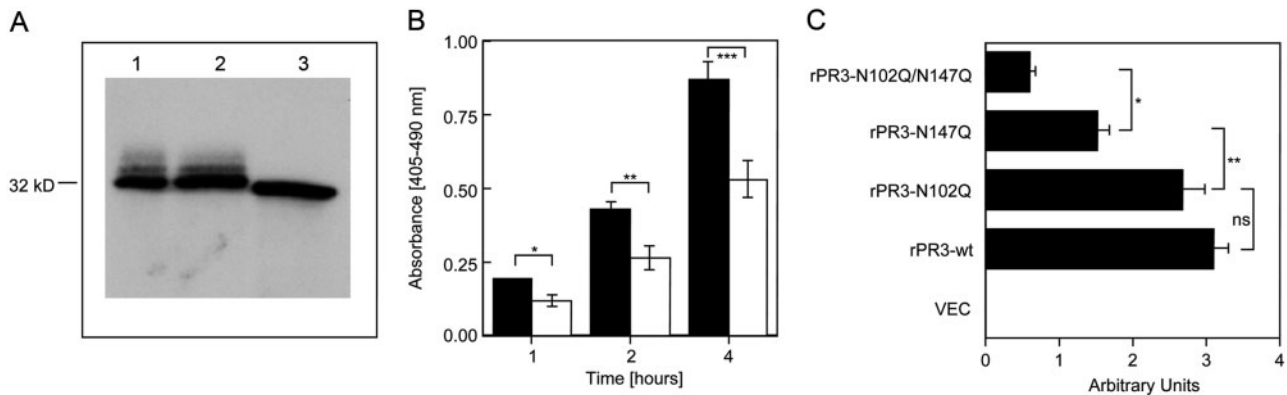 A
1 2 3
32 kD
B
Absorbance [405-490 nm]
1.00
0.75
0.50
0.25
0.00
*
**
***
1 2 4
Time [hours]
C
rPR3-N102Q/N147Q
rPR3-N147Q
rPR3-N102Q
rPR3-wt
VEC
*
**
ns
0 1 2 3 4
Arbitrary Units